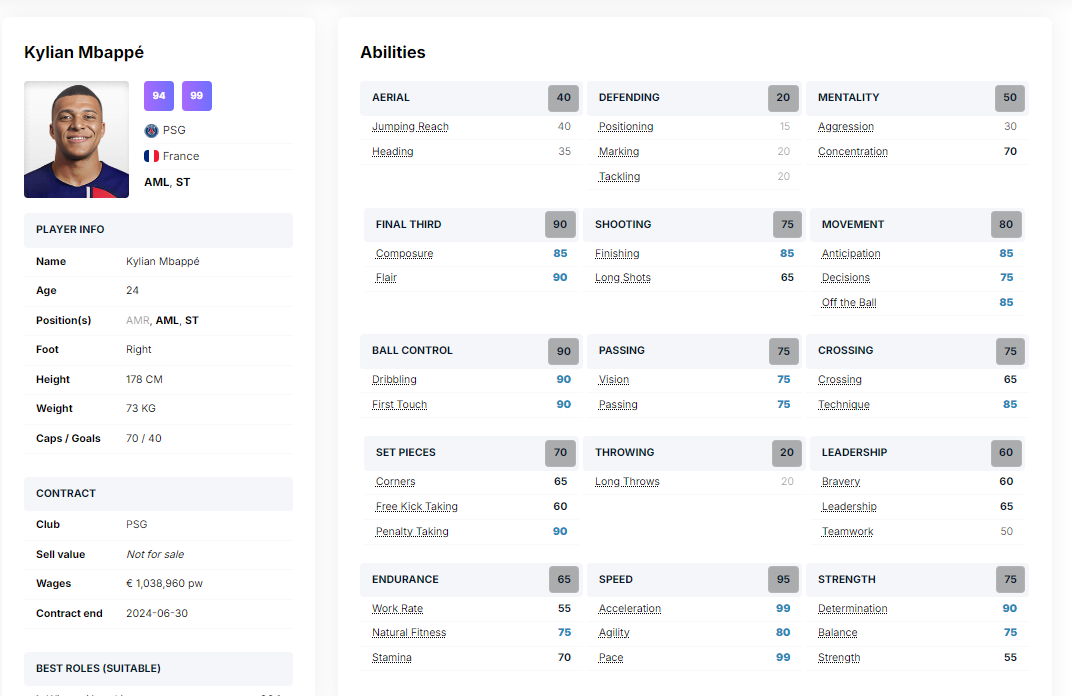 Kylian Mbappé
94 99
PSG
France
AML, ST
PLAYER INFO
Name Kylian Mbappé
Age 24
Position(s) AMR, AML, ST
Foot Right
Height 178 CM
Weight 73 KG
Caps / Goals 70 / 40
CONTRACT
Club PSG
Sell value Not for sale
Wages € 1,038,960 pw
Contract end 2024-06-30
BEST ROLES (SUITABLE)
Abilities
AERIAL 40 DEFENDING 20 MENTALITY 50
Jumping Reach 40 Positioning 15 Aggression 30
Heading 35 Marking 20 Concentration 70
Tackling 20
FINAL THIRD 90 SHOOTING 75 MOVEMENT 80
Composure 85 Finishing 85 Anticipation 85
Flair 90 Long Shots 65 Decisions 75
Off the Ball 85
BALL CONTROL 90 PASSING 75 CROSSING 75
Dribbling 90 Vision 75 Crossing 65
First Touch 90 Passing 75 Technique 85
SET PIECES 70 THROWING 20 LEADERSHIP 60
Corners 65 Long Throws 20 Bravery 60
Free Kick Taking 60 Leadership 65
Penalty Taking 90 Teamwork 50
ENDURANCE 65 SPEED 95 STRENGTH 75
Work Rate 55 Acceleration 99 Determination 90
Natural Fitness 75 Agility 80 Balance 75
Stamina 70 Pace 99 Strength 55